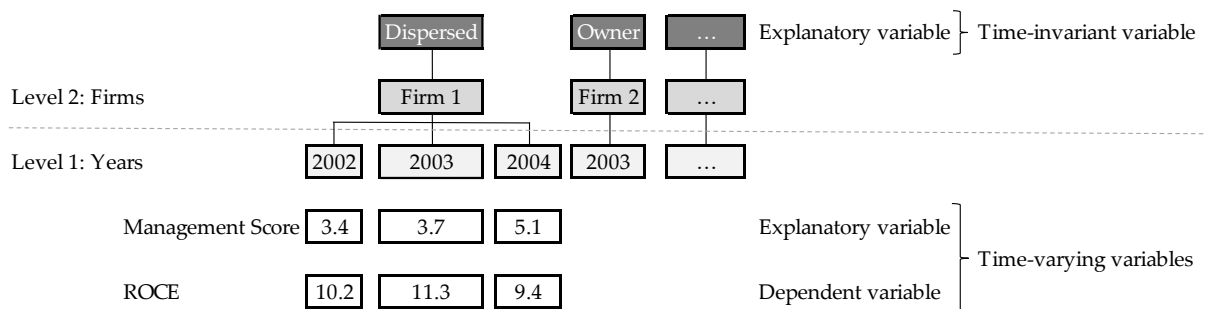 Dispersed Owner … Explanatory variable Time-invariant variable
Level 2: Firms Firm 1 Firm 2 …
Level 1: Years 2002 2003 2004 2003 …
Management Score 3.4 3.7 5.1 Explanatory variable
Time-varying variables
ROCE 10.2 11.3 9.4 Dependent variable